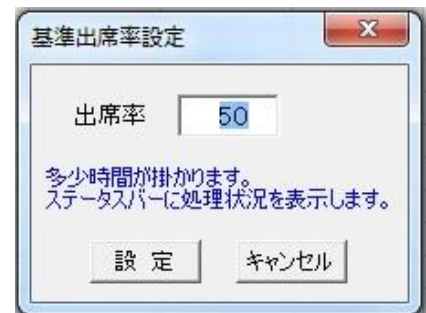 基準出席率設定
出席率 50
多少時間が掛かります。
ステータスバーに処理状況を表示します。
設 定 キャンセル